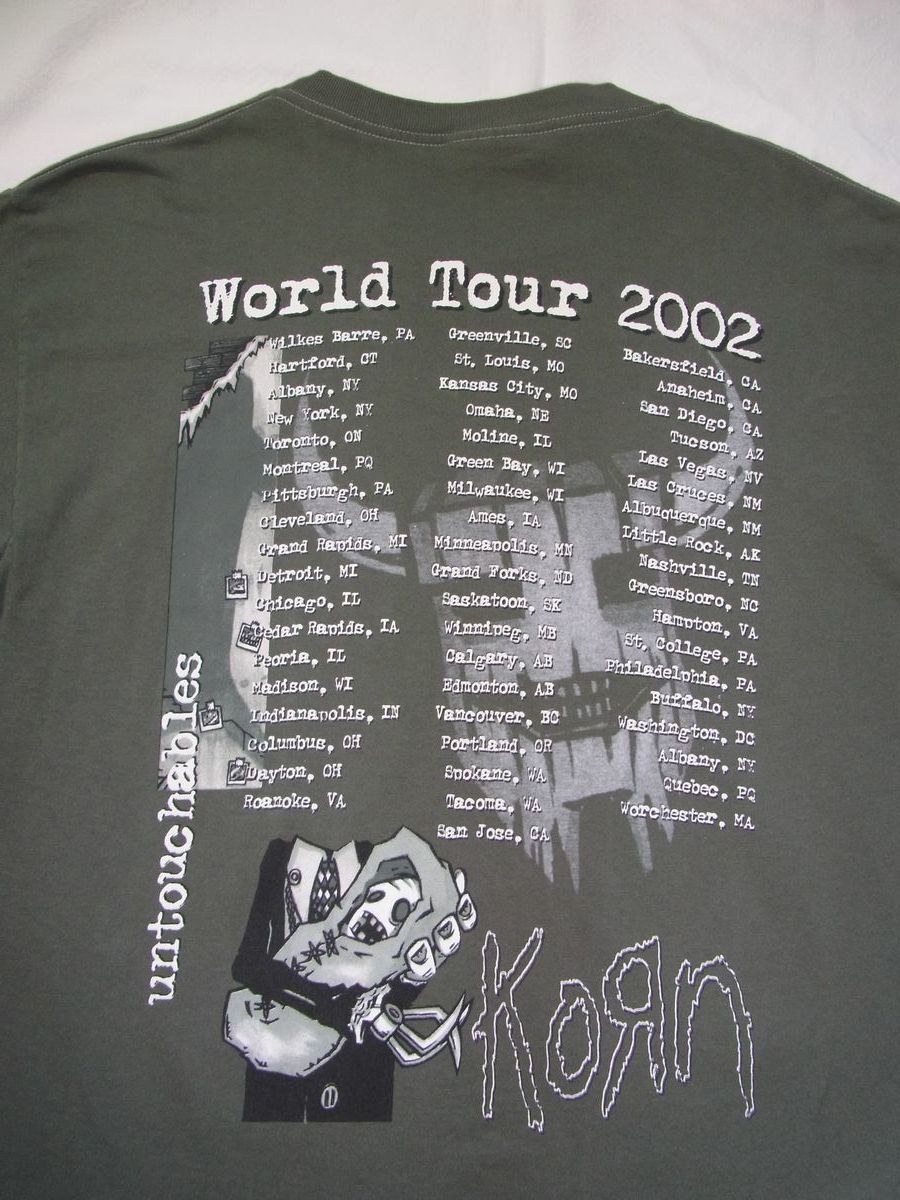 World Tour 2002
Wilkes Barre, PA
Hartford, CT
Albany, NY
New York, NY
Toronto, ON
Montreal, PQ
Pittsburgh, PA
Cleveland, OH
Grand Rapids, MI
Detroit, MI
Chicago, IL
Cedar Rapids, IA
Peoria, IL
Madison, WI
Indianapolis, IN
Columbus, OH
Dayton, OH
Roanoke, VA
Greenville, SC
St. Louis, MO
Kansas City, MO
Omaha, NE
Moline, IL
Green Bay, WI
Milwaukee, WI
Ames, IA
Minneapolis, MN
Grand Forks, ND
Saskatoon, SK
Winnipeg, MB
Calgary, AB
Edmonton, AB
Vancouver, BC
Portland, OR
Spokane, WA
Tacoma, WA
San Jose, CA
Bakersfield, CA
Anaheim, CA
San Diego, CA
Tucson, AZ
Las Vegas, NV
Las Cruces, NM
Albuquerque, NM
Little Rock, AK
Nashville, TN
Greensboro, NC
Hampton, VA
St. College, PA
Philadelphia, PA
Buffalo, NY
Washington, DC
Albany, NY
Quebec, PQ
Worchester, MA
untouchables
KoЯn